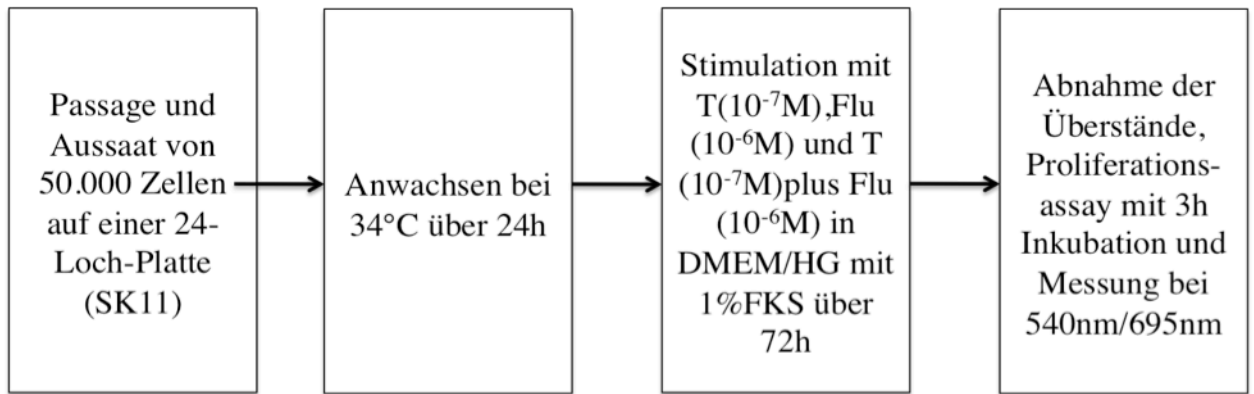 Passage und
Aussaat von
50.000 Zellen
auf einer 24-
Loch-Platte
(SK11)
Anwachsen bei
34°C über 24h
Stimulation mit
T(10⁻⁷M),Flu
(10⁻⁶M) und T
(10⁻⁷M)plus Flu
(10⁻⁶M) in
DMEM/HG mit
1%FKS über
72h
Abnahme der
Überstände,
Proliferations-
assay mit 3h
Inkubation und
Messung bei
540nm/695nm